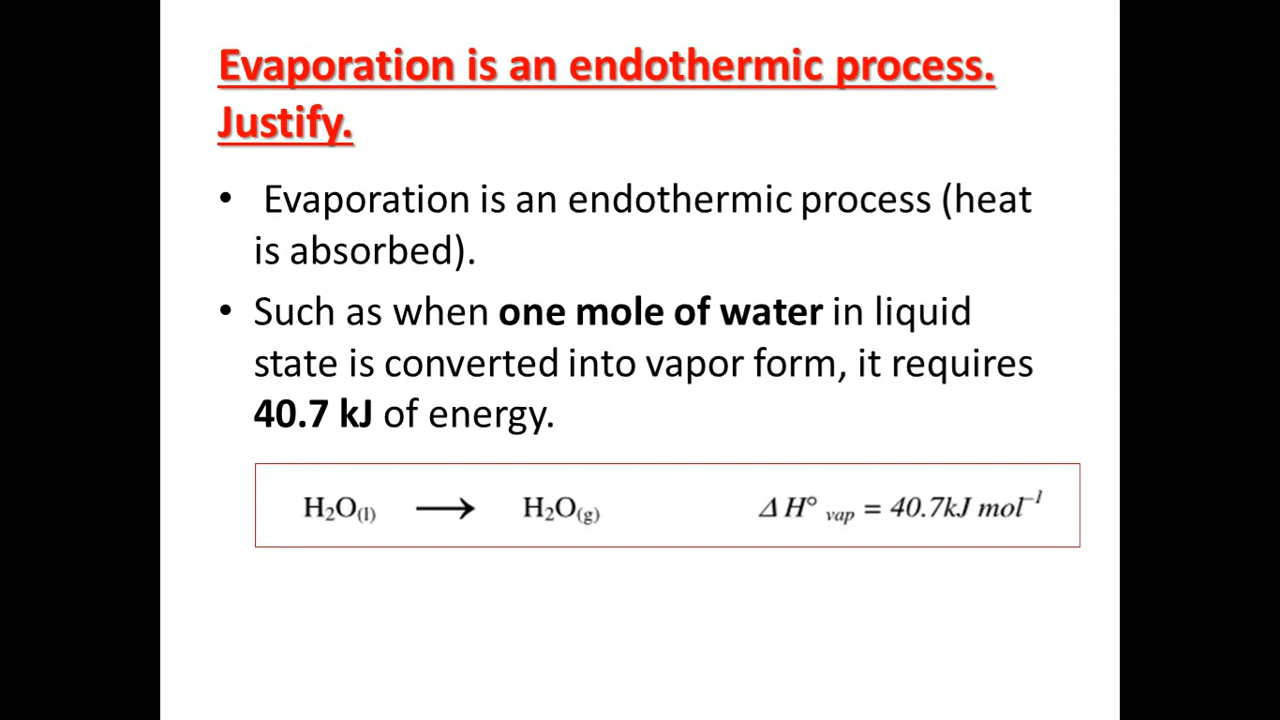 Evaporation is an endothermic process.
Justify.
• Evaporation is an endothermic process (heat
is absorbed).
• Such as when one mole of water in liquid
state is converted into vapor form, it requires
40.7 kJ of energy.
H₂O(l) ⟶ H₂O(g) Δ H° vap = 40.7kJ mol⁻¹